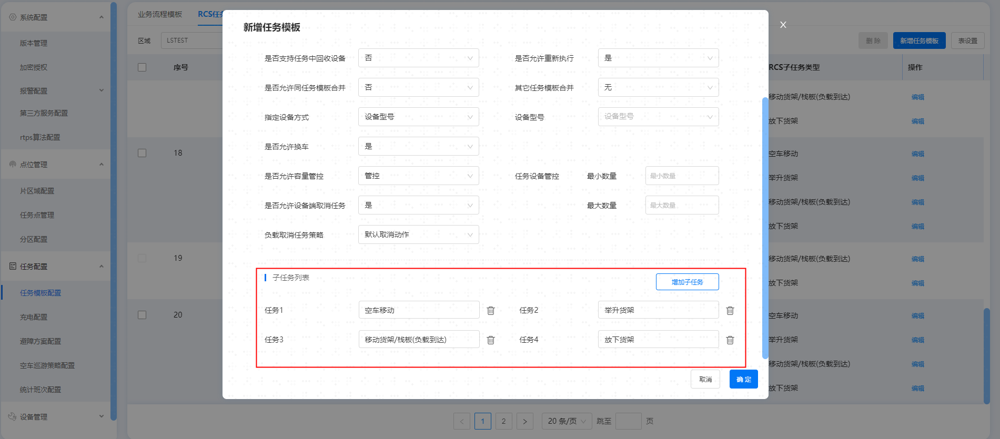 系统配置
版本管理
加密授权
报警配置
第三方服务配置
rtps算法配置
点位管理
片区域配置
任务点管理
分区配置
任务配置
任务模板配置
充电配置
避障方案配置
空车巡游策略配置
统计班次配置
设备管理
业务流程模板 RCS任务
区域 LSTEST 删 除 新增任务模板 表设置
序号 RCS子任务类型 操作
移动货架/栈板(负载到达) 编辑
放下货架 编辑
18 空车移动 编辑
举升货架 编辑
移动货架/栈板(负载到达) 编辑
放下货架 编辑
19 移动货架/栈板(负载到达) 编辑
放下货架 编辑
20 空车移动 编辑
举升货架 编辑
移动货架/栈板(负载到达) 编辑
放下货架 编辑
< 1 2 > 20 条/页 跳至 页
新增任务模板 X
是否支持任务中回收设备 否 是否允许重新执行 是
是否允许同任务模板合并 否 其它任务模板合并 无
指定设备方式 设备型号 设备型号 设备型号
是否允许换车 是
是否允许容量管控 管控 任务设备管控 最小数量 最小数量
是否允许设备端取消任务 是 最大数量 最大数量
负载取消任务策略 默认取消动作
子任务列表 增加子任务
任务1 空车移动 任务2 举升货架
任务3 移动货架/栈板(负载到达) 任务4 放下货架
取消 确 定